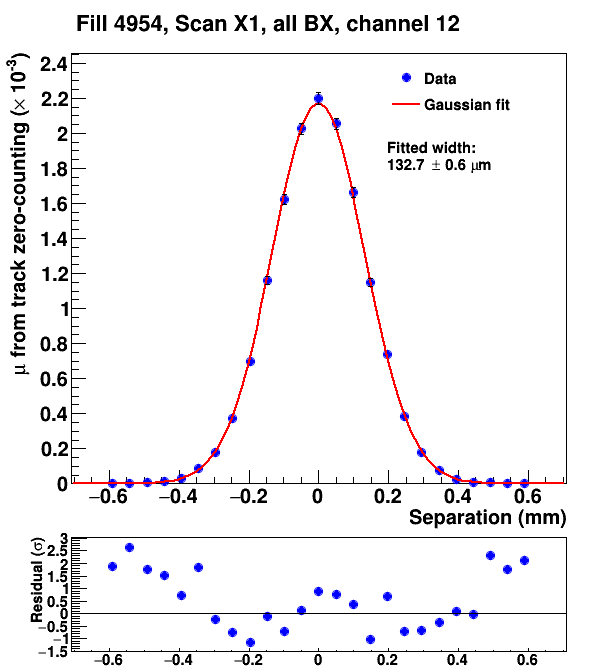 Fill 4954, Scan X1, all BX, channel 12
μ from track zero-counting (× 10⁻³)
2.4
2.2
2
1.8
1.6
1.4
1.2
1
0.8
0.6
0.4
0.2
0
Data
Gaussian fit
Fitted width:
132.7 ± 0.6 μm
−0.6 −0.4 −0.2 0 0.2 0.4 0.6
Separation (mm)
Residual (σ)
3
2.5
2
1.5
1
0.5
0
−0.5
−1
−1.5
-0.6 -0.4 -0.2 0 0.2 0.4 0.6